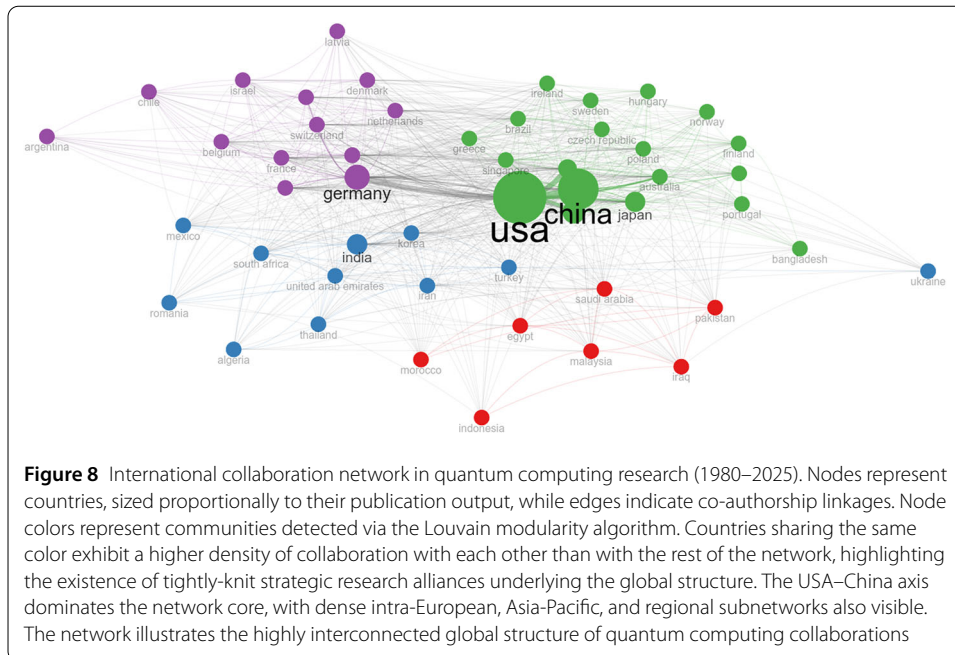 latvia
israel
denmark
chile
netherlands
switzerland
argentina
belgium
france
germany
ireland
sweden
hungary
brazil
norway
czech republic
greece
poland
finland
singapore
australia
usa
china
japan
portugal
bangladesh
mexico
korea
india
south africa
turkey
ukraine
united arab emirates
iran
romania
thailand
algeria
saudi arabia
pakistan
egypt
malaysia
morocco
iraq
indonesia
Figure 8 International collaboration network in quantum computing research (1980–2025). Nodes represent
countries, sized proportionally to their publication output, while edges indicate co-authorship linkages. Node
colors represent communities detected via the Louvain modularity algorithm. Countries sharing the same
color exhibit a higher density of collaboration with each other than with the rest of the network, highlighting
the existence of tightly-knit strategic research alliances underlying the global structure. The USA–China axis
dominates the network core, with dense intra-European, Asia-Pacific, and regional subnetworks also visible.
The network illustrates the highly interconnected global structure of quantum computing collaborations